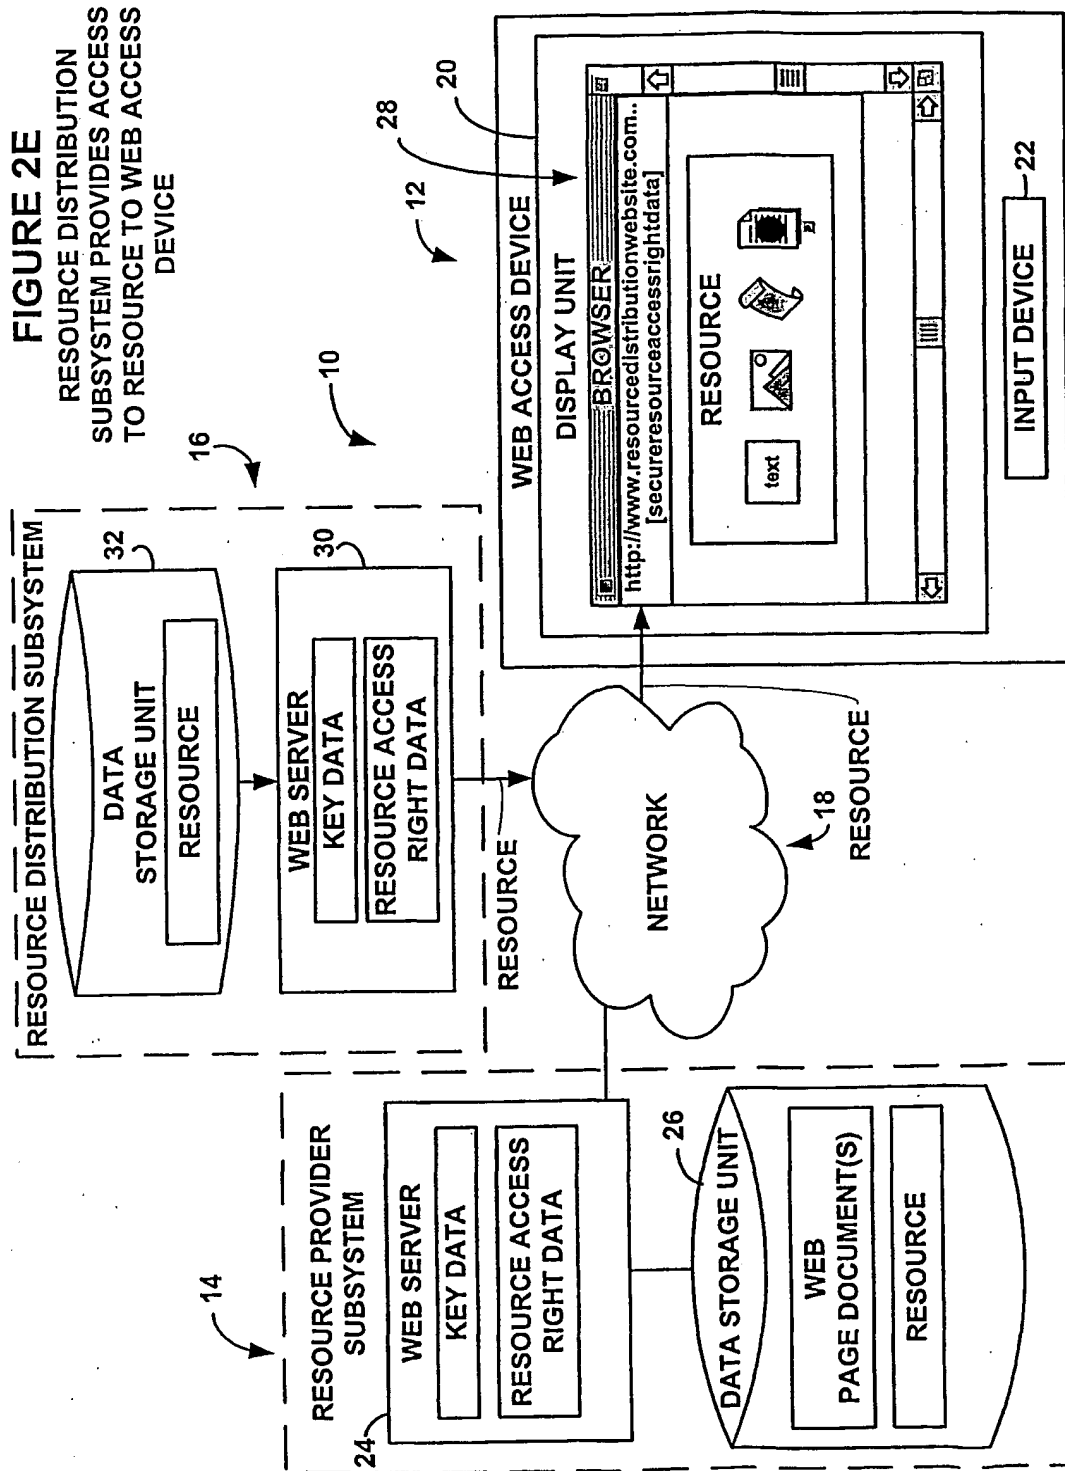 FIGURE 2E
RESOURCE DISTRIBUTION
SUBSYSTEM PROVIDES ACCESS
TO RESOURCE TO WEB ACCESS
DEVICE
RESOURCE DISTRIBUTION SUBSYSTEM
16
32
DATA
STORAGE UNIT
RESOURCE
30
WEB SERVER
KEY DATA
RESOURCE ACCESS
RIGHT DATA
RESOURCE
10
12
WEB ACCESS DEVICE
20
DISPLAY UNIT
28
BROWSER
http://www.resourcedistributionwebsite.com..
[secureresourceaccessrightdata]
RESOURCE
text
INPUT DEVICE
22
NETWORK
18
RESOURCE
14
RESOURCE PROVIDER
SUBSYSTEM
24
WEB SERVER
KEY DATA
RESOURCE ACCESS
RIGHT DATA
26
DATA STORAGE UNIT
WEB
PAGE DOCUMENT(S)
RESOURCE